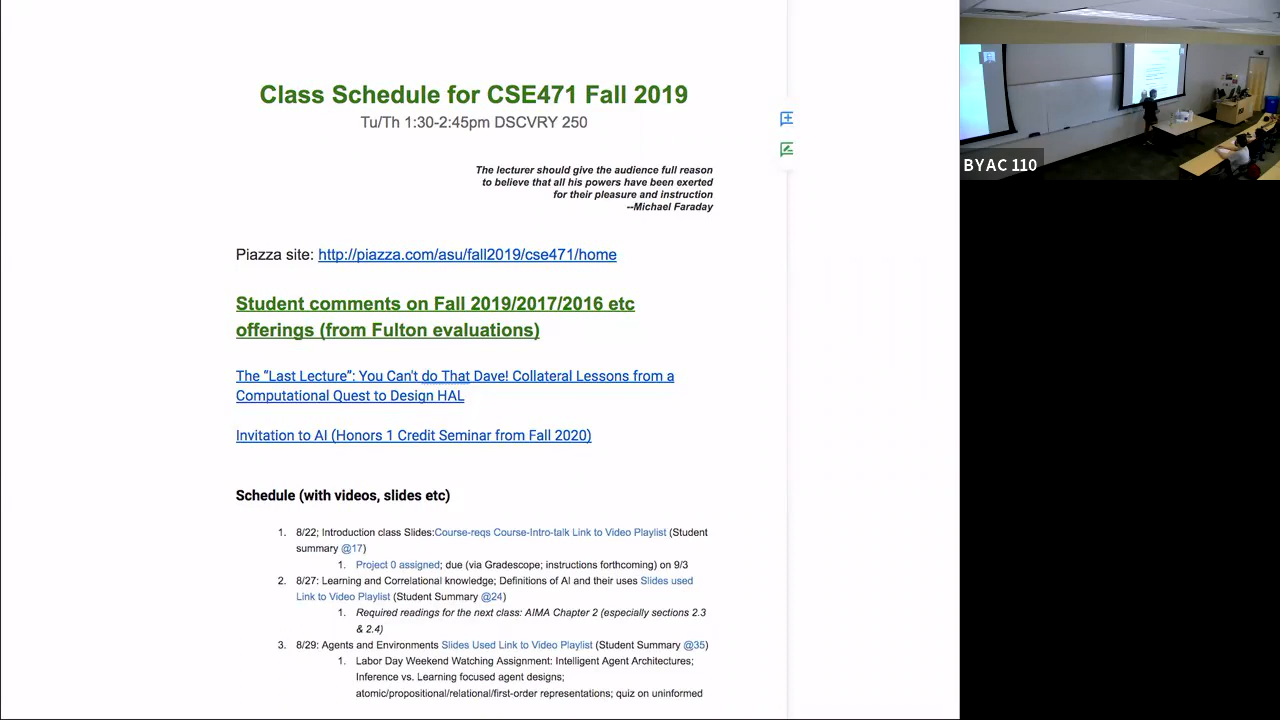 Class Schedule for CSE471 Fall 2019
Tu/Th 1:30-2:45pm DSCVRY 250
The lecturer should give the audience full reason
to believe that all his powers have been exerted
for their pleasure and instruction
--Michael Faraday
Piazza site: http://piazza.com/asu/fall2019/cse471/home
Student comments on Fall 2019/2017/2016 etc
offerings (from Fulton evaluations)
The “Last Lecture”: You Can't do That Dave! Collateral Lessons from a
Computational Quest to Design HAL
Invitation to AI (Honors 1 Credit Seminar from Fall 2020)
Schedule (with videos, slides etc)
1. 8/22; Introduction class Slides:Course-reqs Course-Intro-talk Link to Video Playlist (Student
summary @17)
1. Project 0 assigned; due (via Gradescope; instructions forthcoming) on 9/3
2. 8/27: Learning and Correlational knowledge; Definitions of AI and their uses Slides used
Link to Video Playlist (Student Summary @24)
1. Required readings for the next class: AIMA Chapter 2 (especially sections 2.3
& 2.4)
3. 8/29: Agents and Environments Slides Used Link to Video Playlist (Student Summary @35)
1. Labor Day Weekend Watching Assignment: Intelligent Agent Architectures;
Inference vs. Learning focused agent designs;
atomic/propositional/relational/first-order representations; quiz on uninformed
BYAC 110